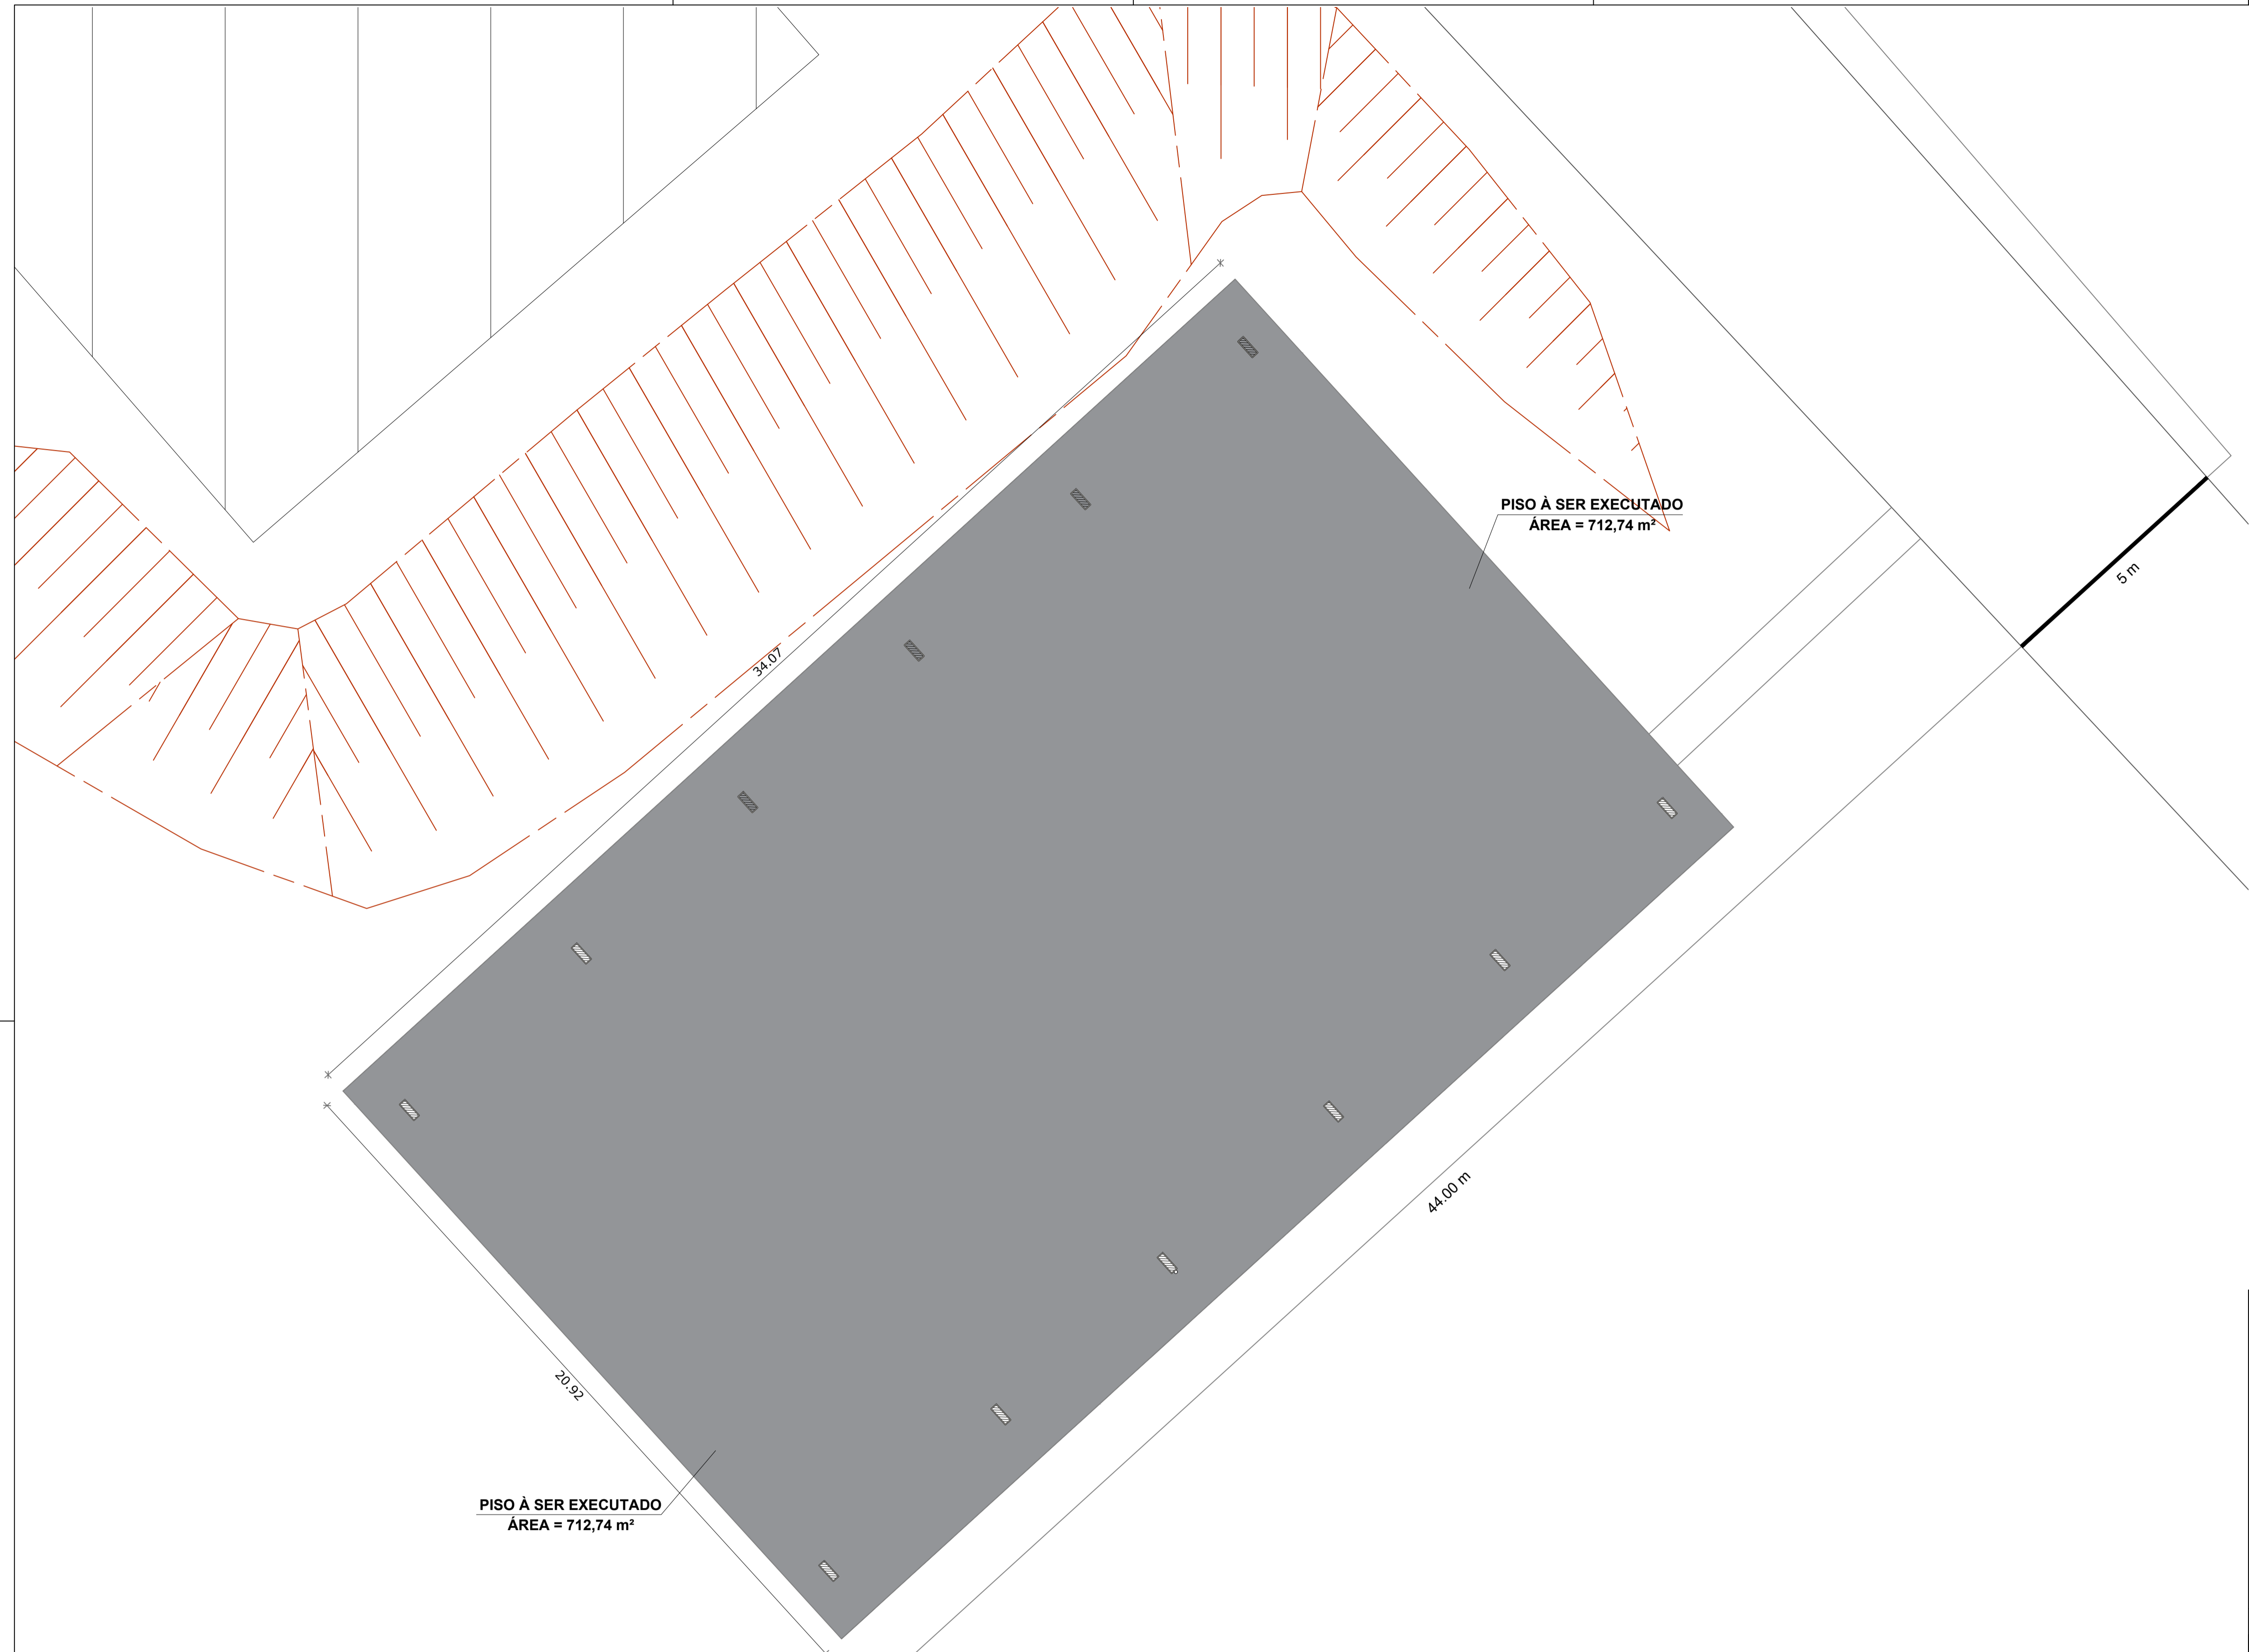 PISO À SER EXECUTADO
ÁREA = 712,74 m²
5 m
34.07
44.00 m
20.92
PISO À SER EXECUTADO
ÁREA = 712,74 m²